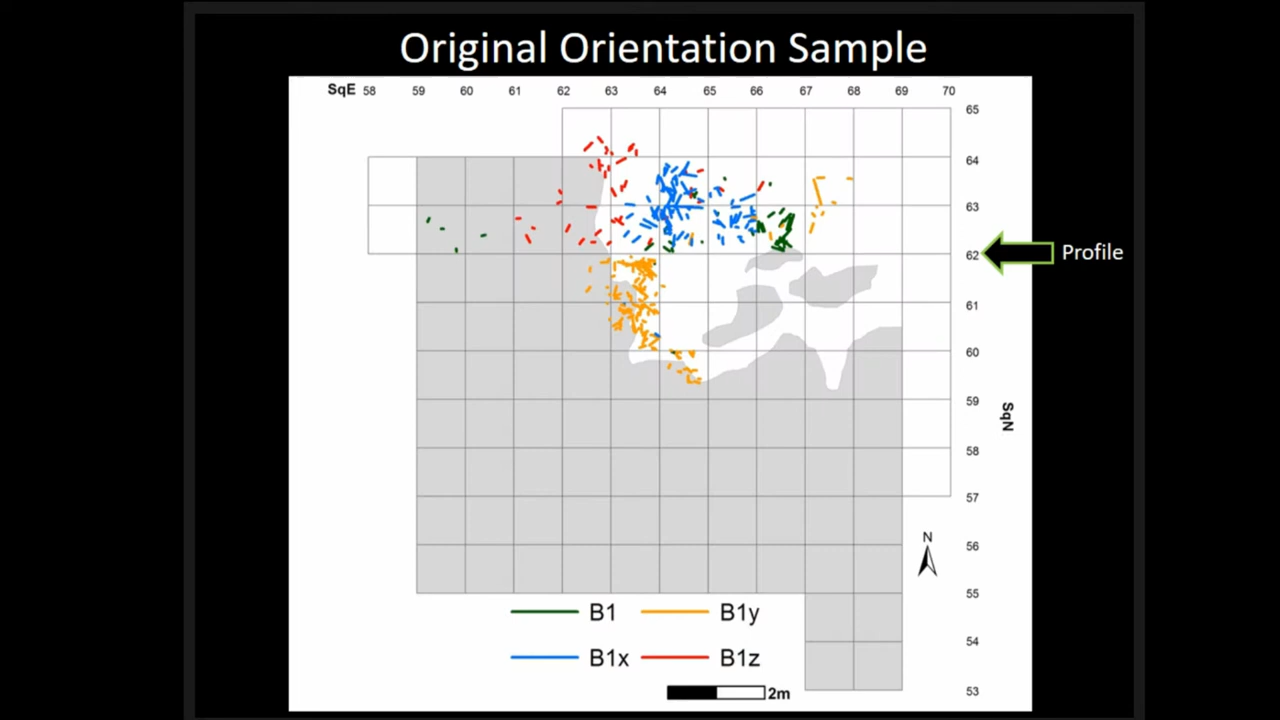 Original Orientation Sample
SqE 58 59 60 61 62 63 64 65 66 67 68 69 70
65
64
63
62
Profile
61
60
59
SqN
58
57
56
N
55
54
53
B1 B1y
B1x B1z
2m